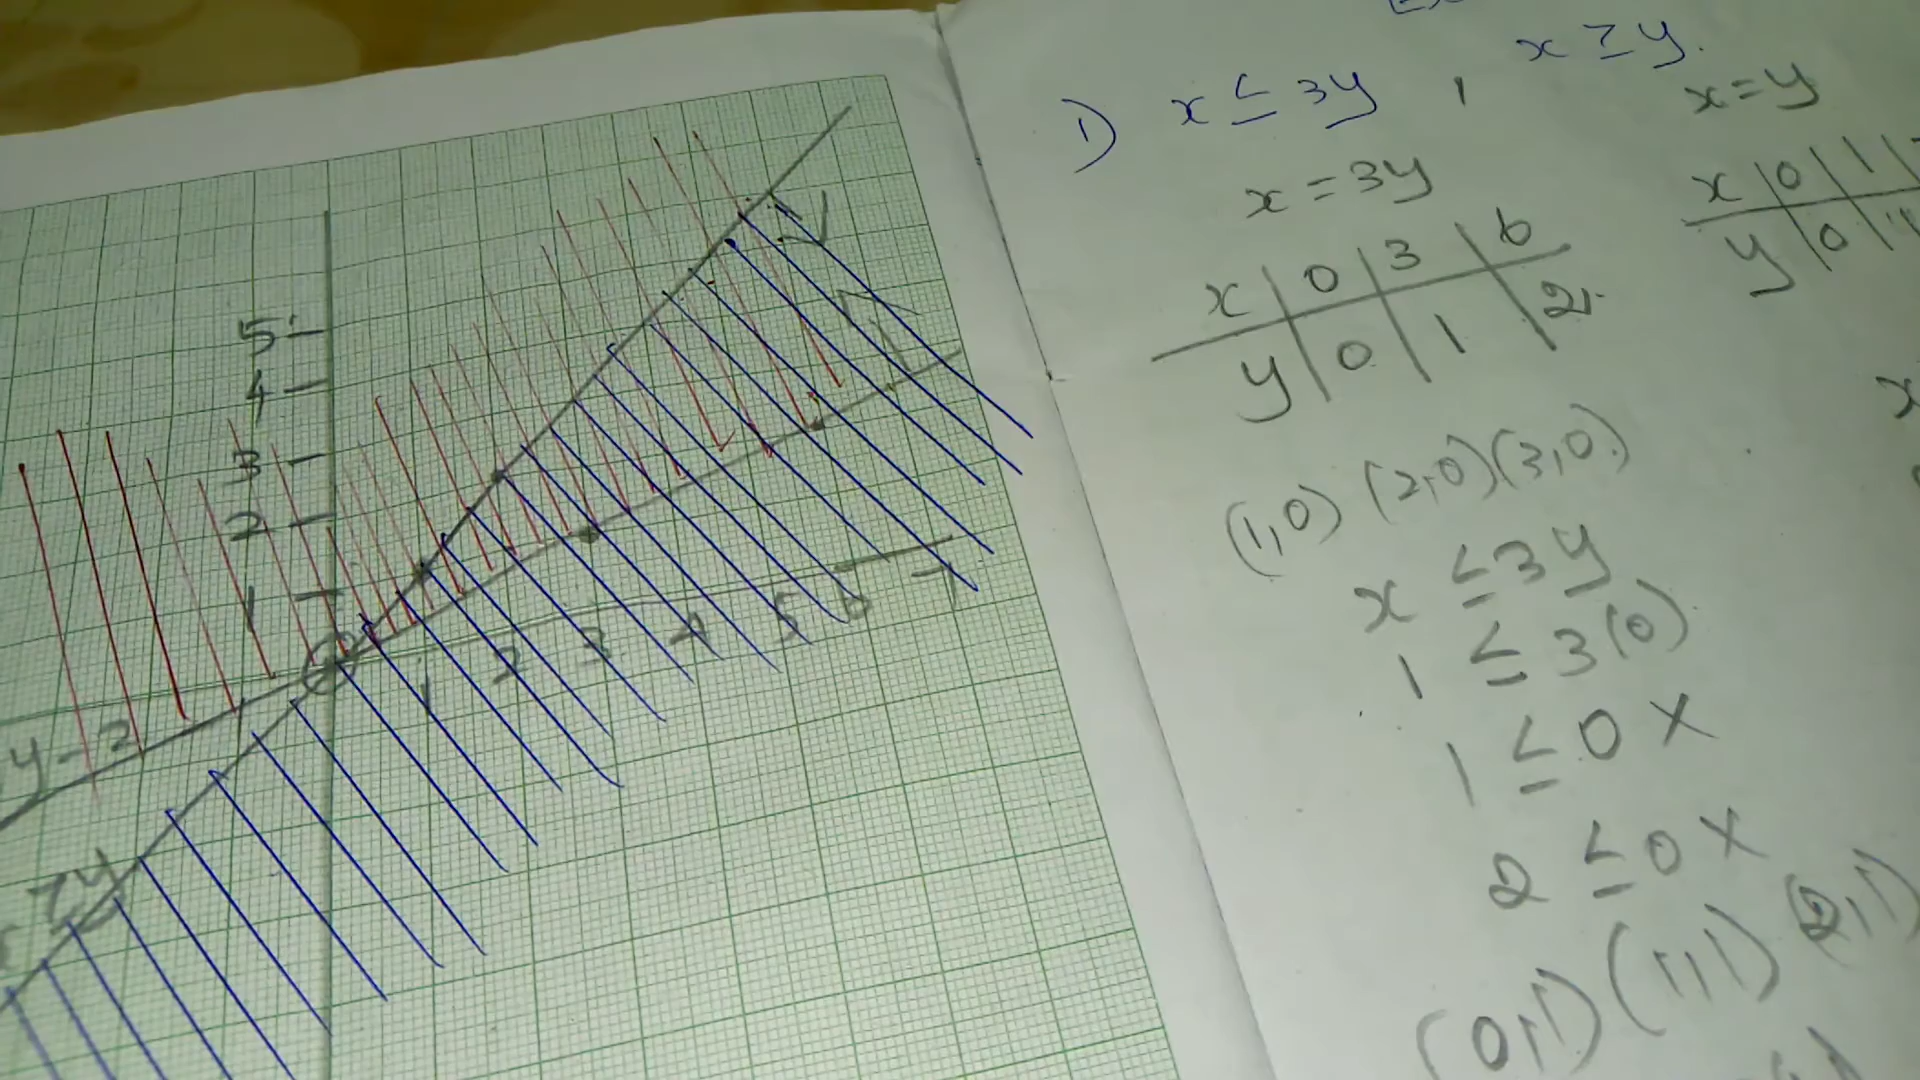 1) x ≤ 3y , x ≥ y.
x = 3y
x | 0 | 3 | 6
y | 0 | 1 | 2
(1,0) (2,0) (3,0)
x ≤ 3y
1 ≤ 3(0)
1 ≤ 0 X
2 ≤ 0 X
(0,1) (1,1) (2,1)
x = y
x | 0 | 1
y | 0 | 1
5
4
3
2
1
0
1 2 3 4 5 6 7